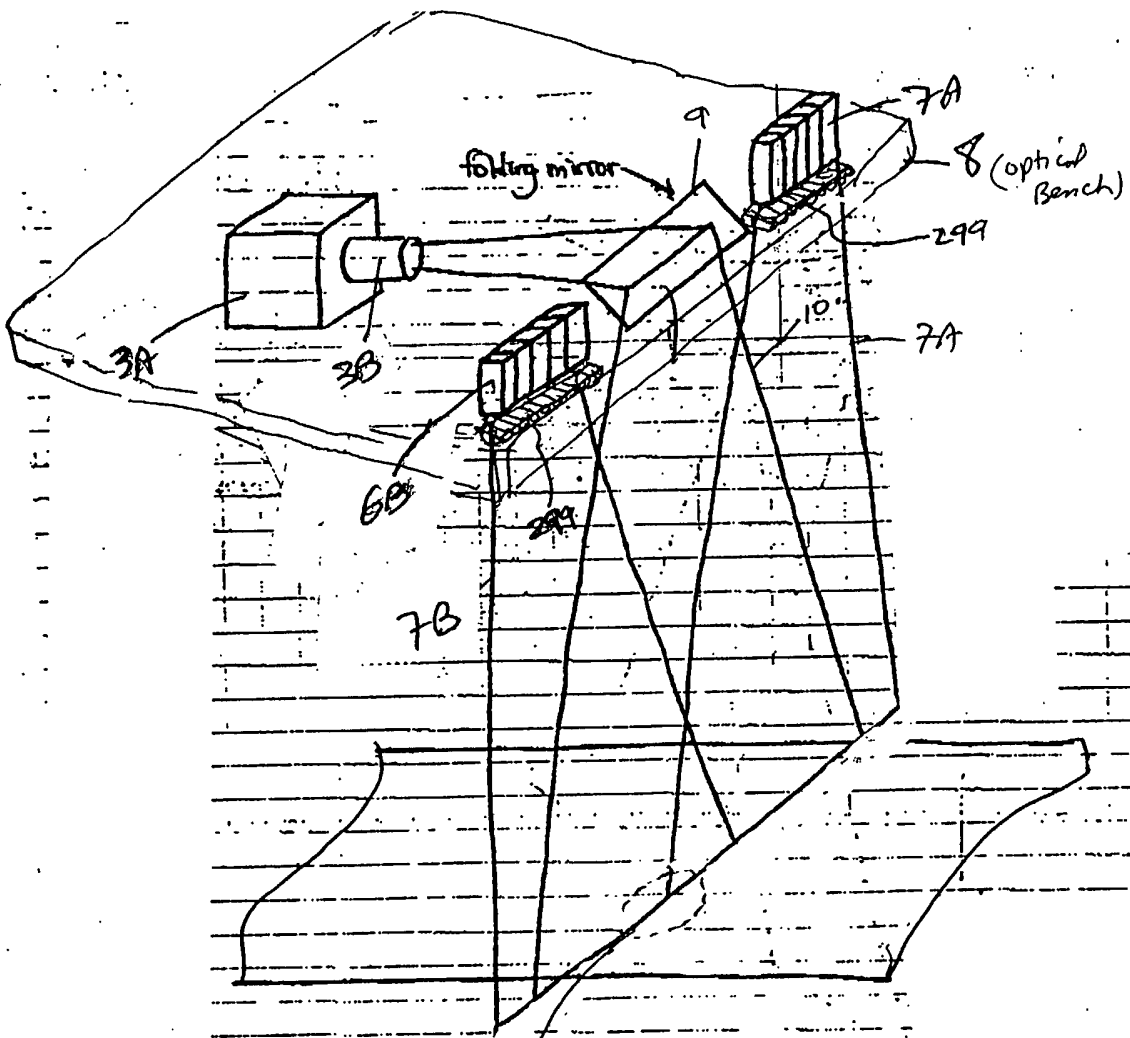 7A
9
folding mirror
8 (optical
Bench)
299
10
7A
3A
3B
6B
299
7B